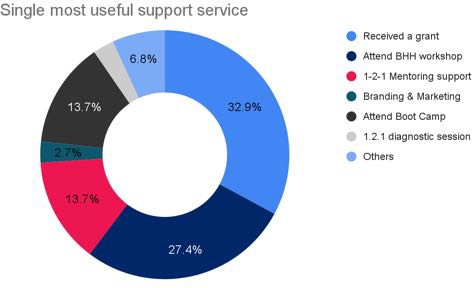 Single most useful support service
Received a grant
Attend BHH workshop
1-2-1 Mentoring support
Branding & Marketing
Attend Boot Camp
1.2.1 diagnostic session
Others
6.8%
32.9%
13.7%
2.7%
13.7%
27.4%